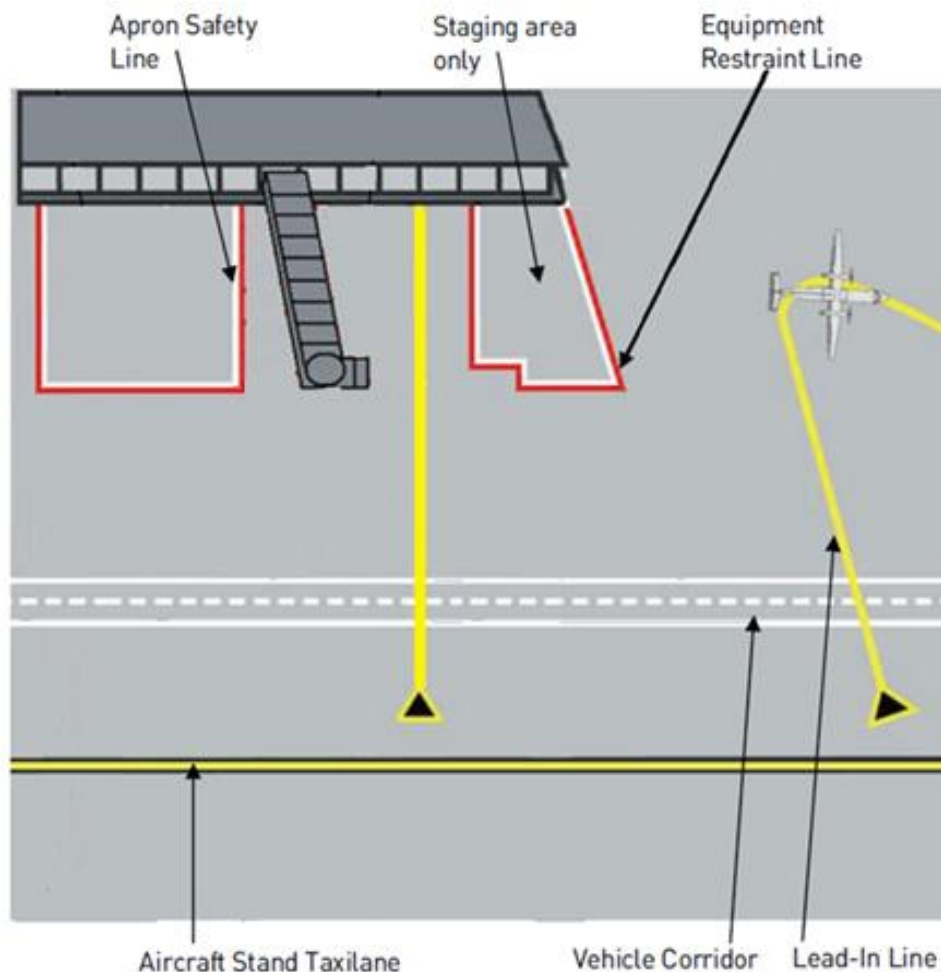 Apron Safety
Line
Staging area
only
Equipment
Restraint Line
Aircraft Stand Taxilane
Vehicle Corridor
Lead-In Line